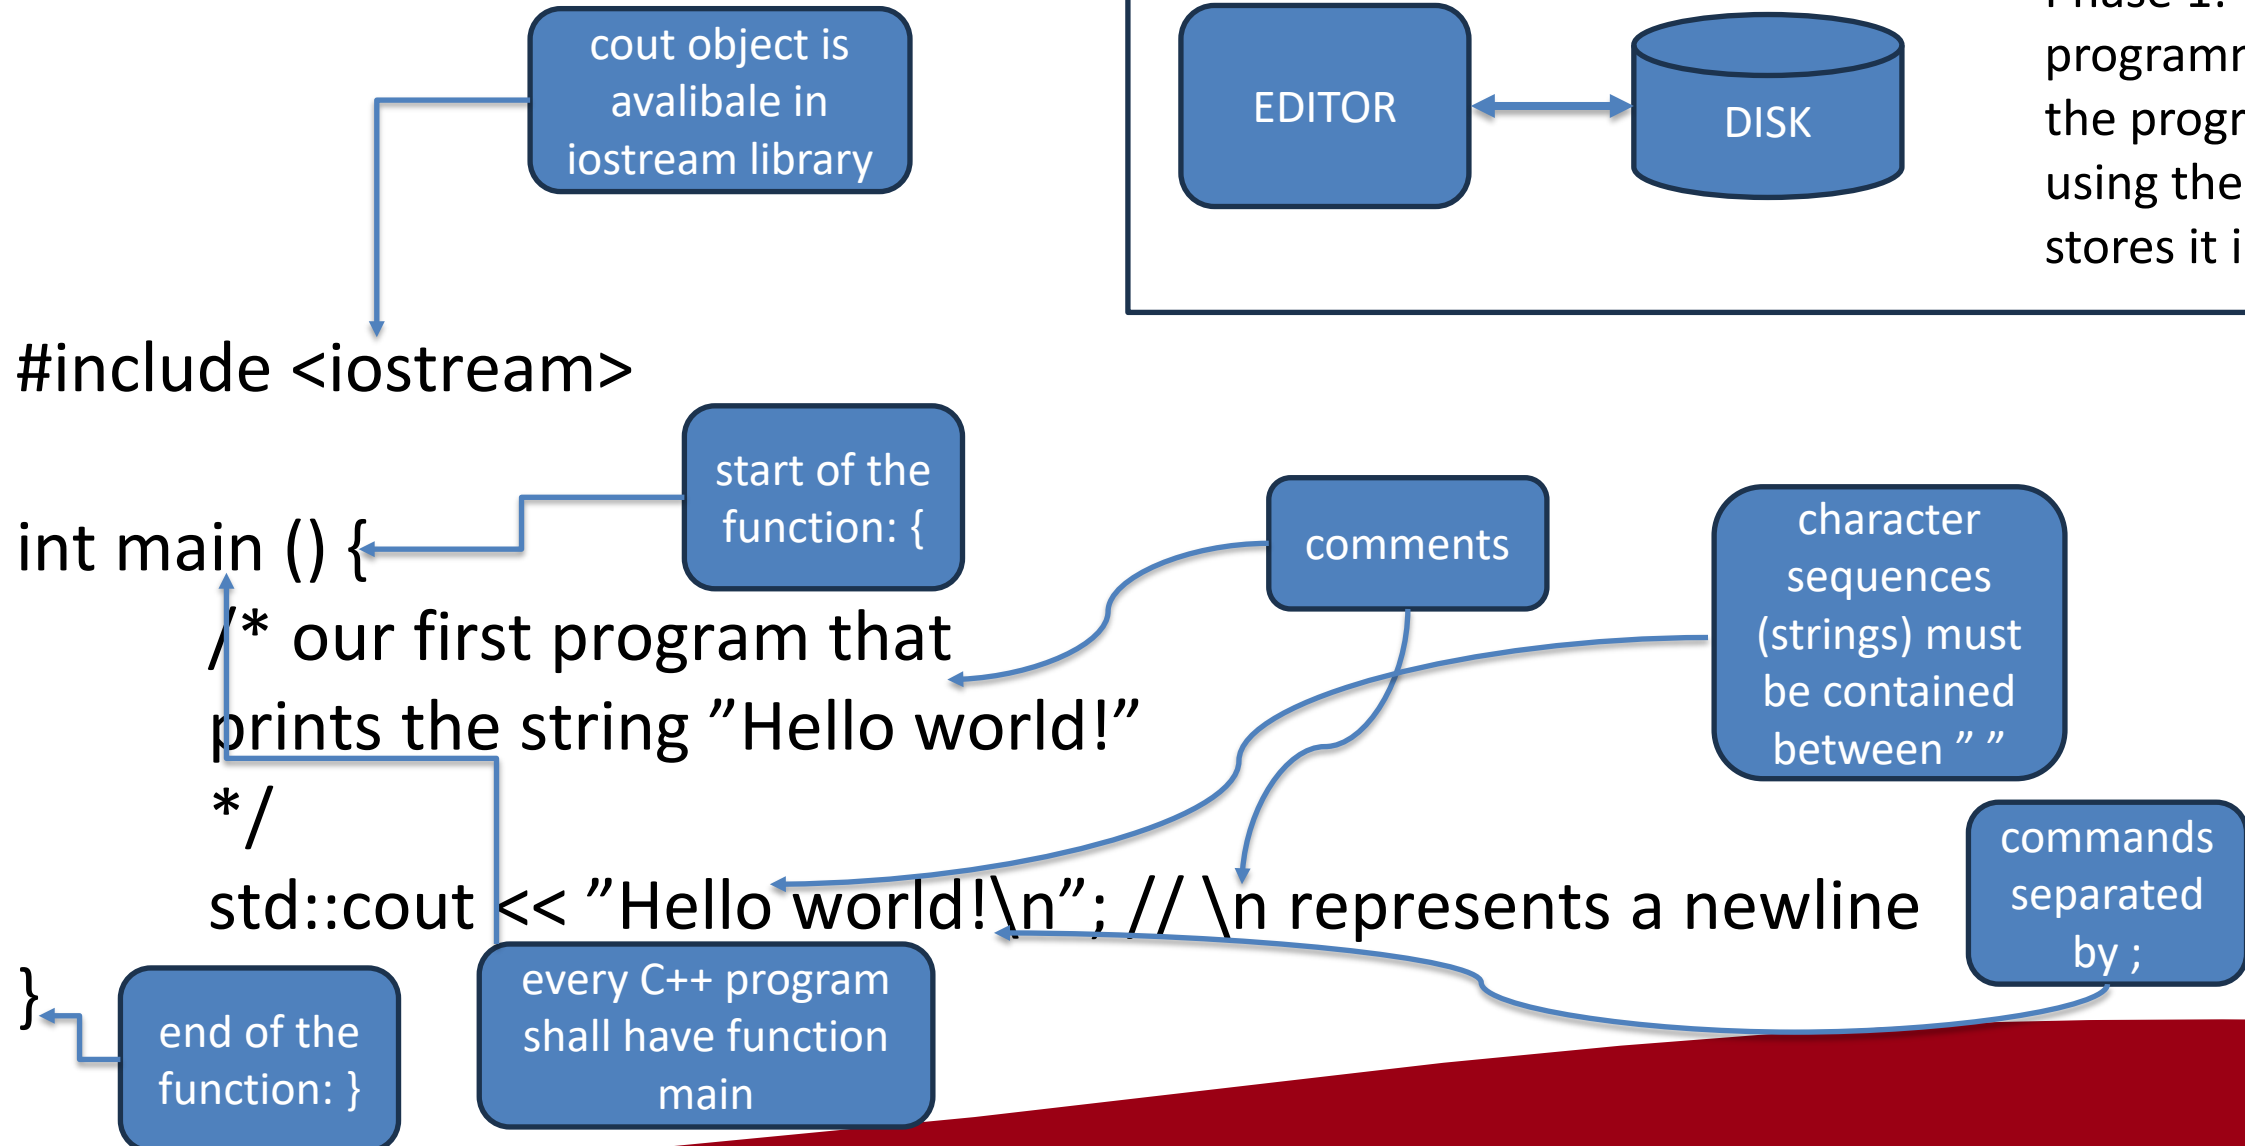 cout object is
avalibale in
iostream library
EDITOR
DISK
Phase 1:
the
using the
stores it
#include <iostream>
start of the
function: {
int main () {
comments
character
sequences
(strings) must
be contained
between ” ”
/* our first program that
prints the string ”Hello world!”
*/
commands
separated
by ;
std::cout << ”Hello world!\n”; // \n represents a newline
}
end of the
function: }
every C++ program
shall have function
main